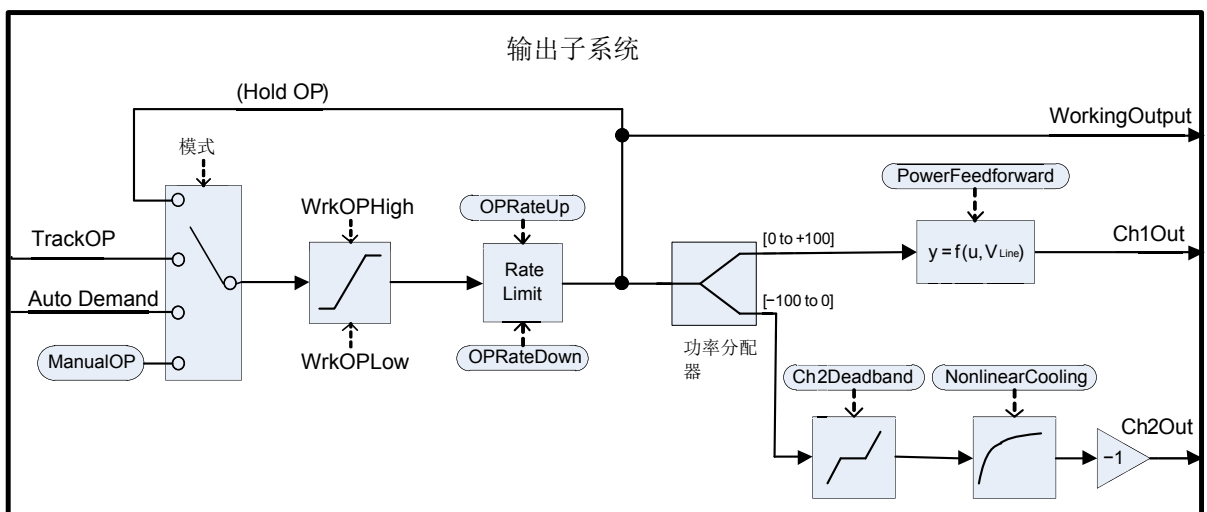 输出子系统
(Hold OP)
WorkingOutput
模式
PowerFeedforward
WrkOPHigh
OPRateUp
TrackOP
[0 to +100]
Ch1Out
y = f(u, VLine)
Rate
Limit
Auto Demand
[−100 to 0]
ManualOP
WrkOPLow
OPRateDown
功率分配
器
Ch2Deadband
NonlinearCooling
Ch2Out
−1